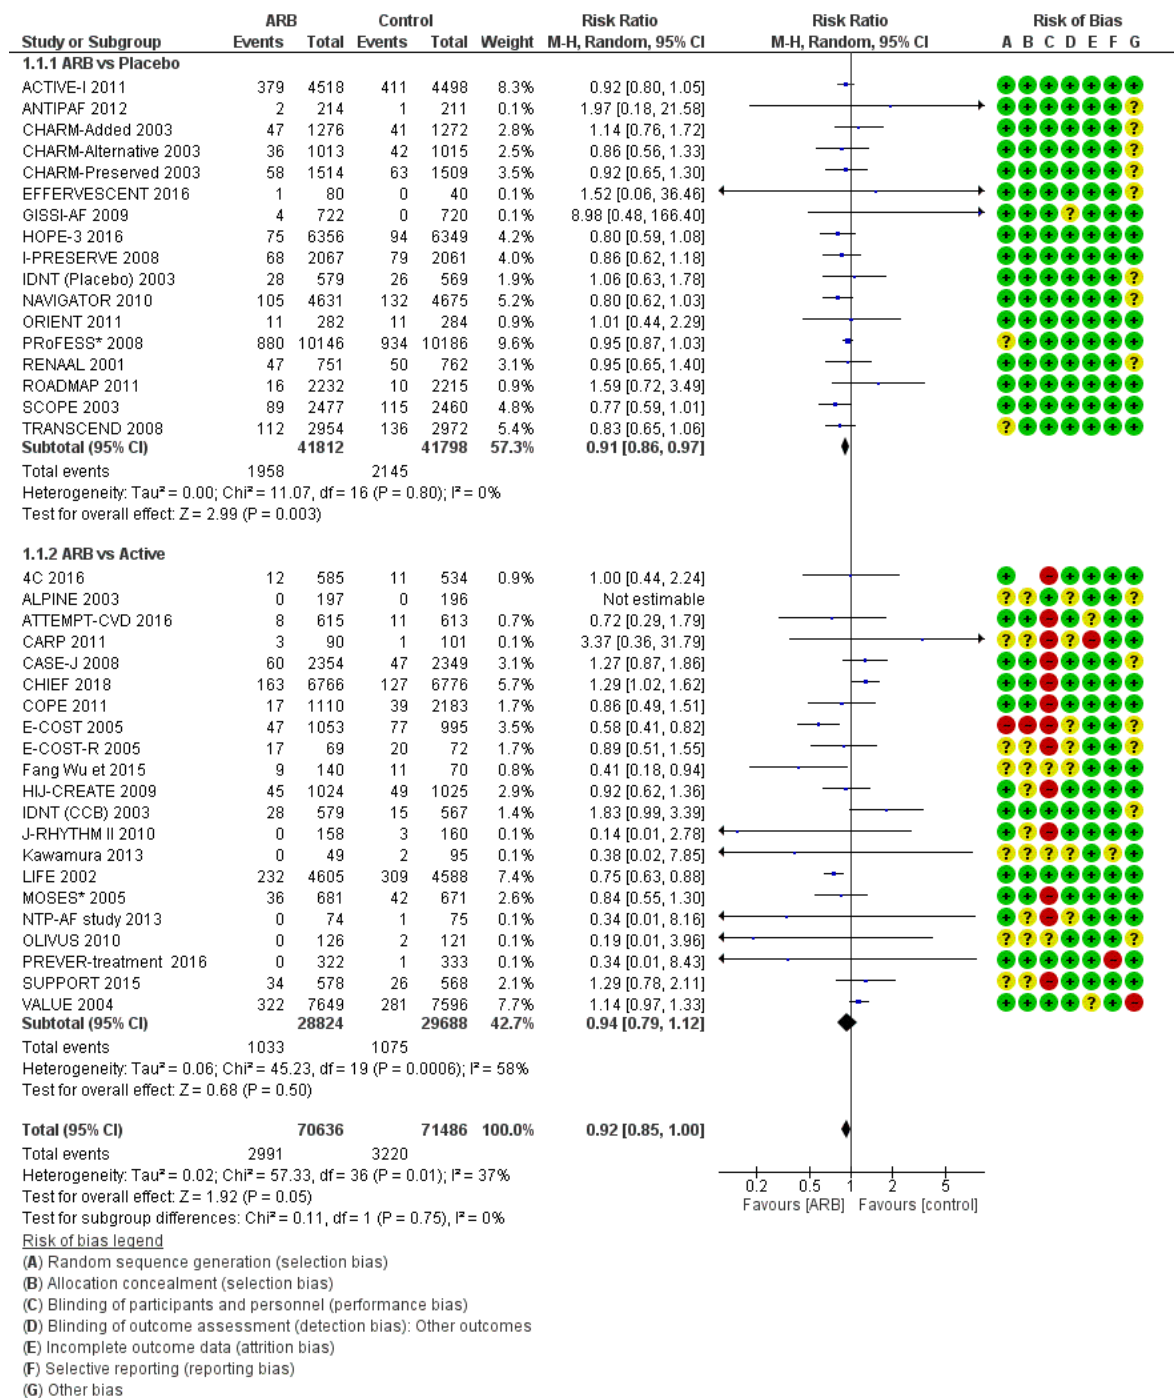 ARB Control Risk Ratio Risk Ratio Risk of Bias
Study or Subgroup Events Total Events Total Weight M-H, Random, 95% CI M-H, Random, 95% CI A B C D E F G
1.1.1 ARB vs Placebo
ACTIVE-I 2011 379 4518 411 4498 8.3% 0.92 [0.80, 1.05] + + + + + + +
ANTIPAF 2012 2 214 1 211 0.1% 1.97 [0.18, 21.58] + + + + + + ?
CHARM-Added 2003 47 1276 41 1272 2.8% 1.14 [0.76, 1.72] + + + + + + ?
CHARM-Alternative 2003 36 1013 42 1015 2.5% 0.86 [0.56, 1.33] + + + + + + ?
CHARM-Preserved 2003 58 1514 63 1509 3.5% 0.92 [0.65, 1.30] + + + + + + ?
EFFERVESCENT 2016 1 80 0 40 0.1% 1.52 [0.06, 36.46] + + + + + + ?
GISSI-AF 2009 4 722 0 720 0.1% 8.98 [0.48, 166.40] + + + ? + + +
HOPE-3 2016 75 6356 94 6349 4.2% 0.80 [0.59, 1.08] + + + + + + +
I-PRESERVE 2008 68 2067 79 2061 4.0% 0.86 [0.62, 1.18] + + + + + + +
IDNT (Placebo) 2003 28 579 26 569 1.9% 1.06 [0.63, 1.78] + + + + + + ?
NAVIGATOR 2010 105 4631 132 4675 5.2% 0.80 [0.62, 1.03] + + + + + + ?
ORIENT 2011 11 282 11 284 0.9% 1.01 [0.44, 2.29] + + + + + + +
PRoFESS* 2008 880 10146 934 10186 9.6% 0.95 [0.87, 1.03] ? + + + + + +
RENAAL 2001 47 751 50 762 3.1% 0.95 [0.65, 1.40] + + + + + + ?
ROADMAP 2011 16 2232 10 2215 0.9% 1.59 [0.72, 3.49] + + + + + + +
SCOPE 2003 89 2477 115 2460 4.8% 0.77 [0.59, 1.01] + + + + + + +
TRANSCEND 2008 112 2954 136 2972 5.4% 0.83 [0.65, 1.06] ? + + + + + +
Subtotal (95% CI) 41812 41798 57.3% 0.91 [0.86, 0.97]
Total events 1958 2145
Heterogeneity: Tau² = 0.00; Chi² = 11.07, df = 16 (P = 0.80); I² = 0%
Test for overall effect: Z = 2.99 (P = 0.003)
1.1.2 ARB vs Active
4C 2016 12 585 11 534 0.9% 1.00 [0.44, 2.24] + - + + + +
ALPINE 2003 0 197 0 196 Not estimable ? ? + ? + + ?
ATTEMPT-CVD 2016 8 615 11 613 0.7% 0.72 [0.29, 1.79] + + - + ? + +
CARP 2011 3 90 1 101 0.1% 3.37 [0.36, 31.79] ? ? - ? - + +
CASE-J 2008 60 2354 47 2349 3.1% 1.27 [0.87, 1.86] + + - + + + ?
CHIEF 2018 163 6766 127 6776 5.7% 1.29 [1.02, 1.62] + + - + + + +
COPE 2011 17 1110 39 2183 1.7% 0.86 [0.49, 1.51] + + - + + + +
E-COST 2005 47 1053 77 995 3.5% 0.58 [0.41, 0.82] - - - ? + + ?
E-COST-R 2005 17 69 20 72 1.7% 0.89 [0.51, 1.55] ? ? - ? + + ?
Fang Wu et 2015 9 140 11 70 0.8% 0.41 [0.18, 0.94] ? ? ? ? + + +
HIJ-CREATE 2009 45 1024 49 1025 3.4% 0.92 [0.62, 1.36] + ? - + + + +
IDNT (CCB) 2003 28 579 15 567 1.4% 1.83 [0.99, 3.39] + + + + + + ?
J-RHYTHM II 2010 0 158 3 160 0.1% 0.14 [0.01, 2.78] + ? - + + + +
Kawamura 2013 0 49 2 95 0.1% 0.38 [0.02, 7.85] ? ? ? ? + ? +
LIFE 2002 232 4605 309 4588 7.4% 0.75 [0.63, 0.88] + + + + + + +
MOSES* 2005 36 681 42 671 2.6% 0.84 [0.55, 1.30] + + - + + + +
NTP-AF study 2013 0 74 1 75 0.1% 0.34 [0.01, 8.16] + ? - ? + + +
OLIVUS 2010 0 126 2 121 0.1% 0.19 [0.01, 3.96] ? ? ? + + + ?
PREVER-treatment 2016 0 322 1 333 0.1% 0.34 [0.01, 8.43] + + + + + - +
SUPPORT 2015 34 578 26 568 2.1% 1.29 [0.78, 2.11] ? ? - + + + +
VALUE 2004 322 7649 281 7596 7.7% 1.14 [0.97, 1.33] + + + + ? + -
Subtotal (95% CI) 28824 29688 42.7% 0.94 [0.79, 1.12]
Total events 1033 1075
Heterogeneity: Tau² = 0.06; Chi² = 45.23, df = 19 (P = 0.0006); I² = 58%
Test for overall effect: Z = 0.68 (P = 0.50)
Total (95% CI) 70636 71486 100.0% 0.92 [0.85, 1.00]
Total events 2991 3220
Heterogeneity: Tau² = 0.02; Chi² = 57.33, df = 36 (P = 0.01); I² = 37%
Test for overall effect: Z = 1.92 (P = 0.05)
Test for subgroup differences: Chi² = 0.11, df = 1 (P = 0.75), I² = 0%
0.2 0.5 1 2 5
Favours [ARB] Favours [control]
Risk of bias legend
(A) Random sequence generation (selection bias)
(B) Allocation concealment (selection bias)
(C) Blinding of participants and personnel (performance bias)
(D) Blinding of outcome assessment (detection bias): Other outcomes
(E) Incomplete outcome data (attrition bias)
(F) Selective reporting (reporting bias)
(G) Other bias